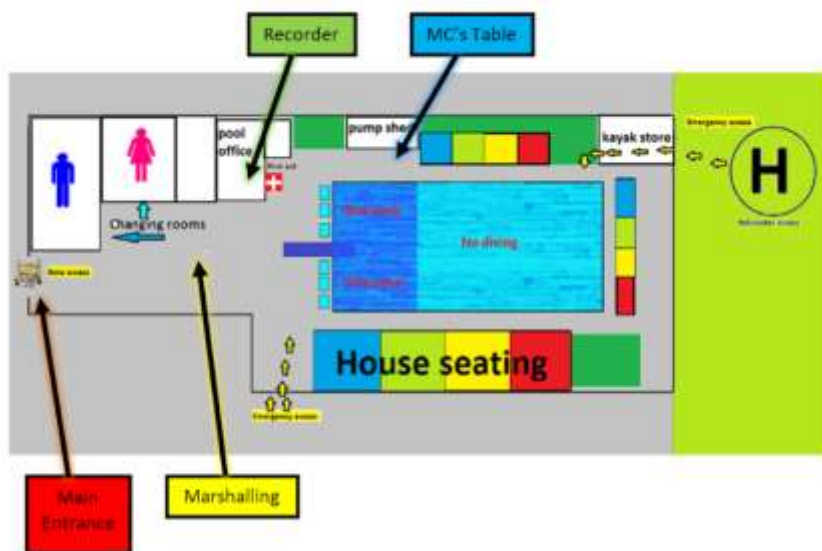 Recorder
MC's Table
pool
office
pump shed
kayak store
Emergency access
H
Changing rooms
No diving
House seating
Emergency access
Main
Entrance
Marshalling